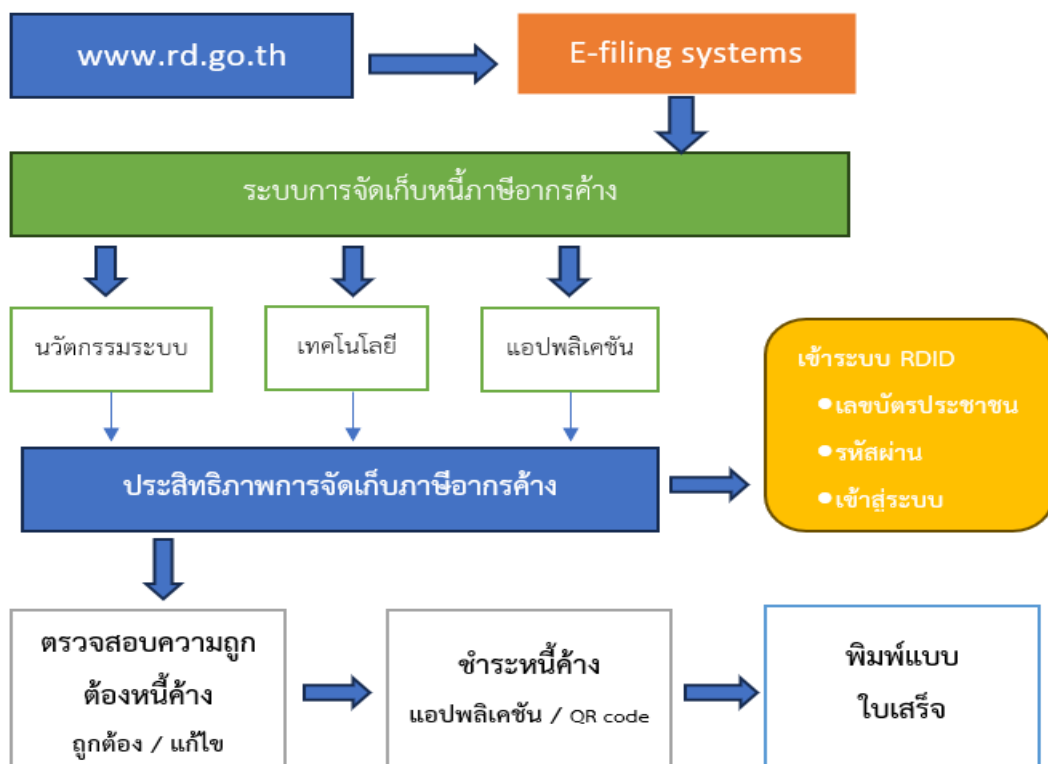 www.rd.go.th
E-filing systems
ระบบการจัดเก็บหนี้ภาษีอากรค้าง
นวัตกรรมระบบ
เทคโนโลยี
แอปพลิเคชัน
เข้าระบบ RDID
●เลขบัตรประชาชน
●รหัสผ่าน
●เข้าสู่ระบบ
ประสิทธิภาพการจัดเก็บภาษีอากรค้าง
ตรวจสอบความถูก
ต้องหนี้ค้าง
ถูกต้อง / แก้ไข
ชำระหนี้ค้าง
แอปพลิเคชัน / QR code
พิมพ์แบบ
ใบเสร็จ